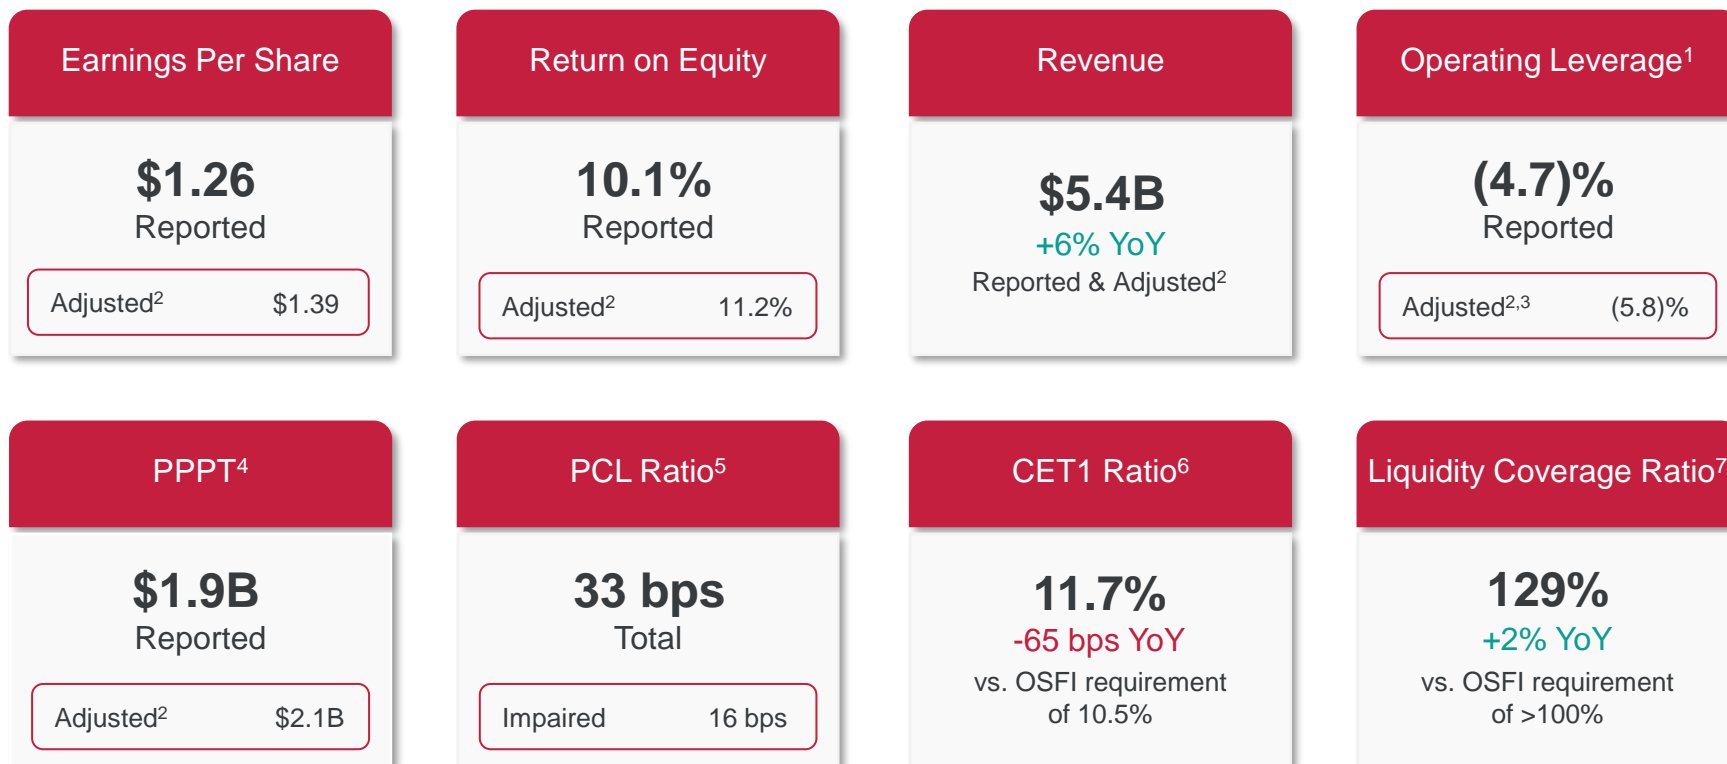 Earnings Per Share
$1.26
Reported
Adjusted² $1.39
Return on Equity
10.1%
Reported
Adjusted² 11.2%
Revenue
$5.4B
+6% YoY
Reported & Adjusted²
Operating Leverage¹
(4.7)%
Reported
Adjusted²,³ (5.8)%
PPPT⁴
$1.9B
Reported
Adjusted² $2.1B
PCL Ratio⁵
33 bps
Total
Impaired 16 bps
CET1 Ratio⁶
11.7%
-65 bps YoY
vs. OSFI requirement
of 10.5%
Liquidity Coverage Ratio⁷
129%
+2% YoY
vs. OSFI requirement
of >100%